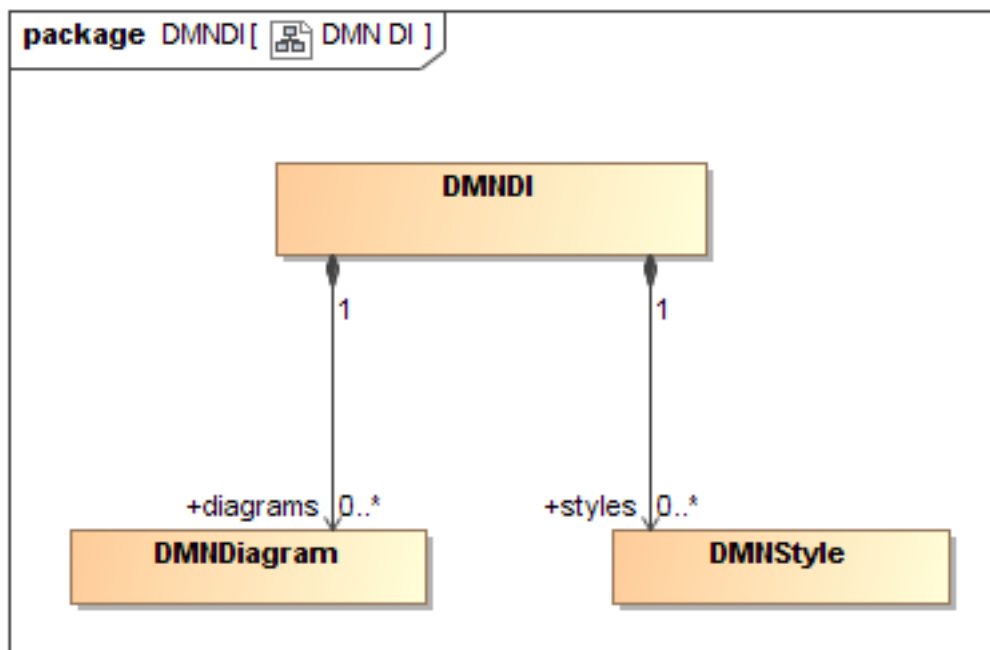 package DMNDI[ DMN DI ]
DMNDI
1 1
+diagrams 0..* +styles 0..*
DMNDiagram DMNStyle